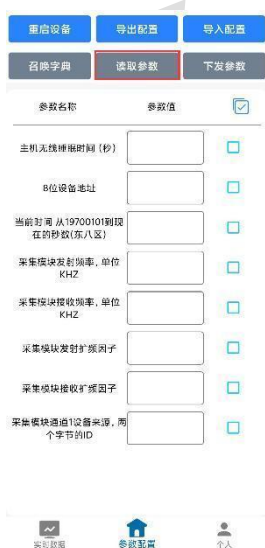 重启设备 导出配置 导入配置
召唤字典 读取参数 下发参数
参数名称 参数值
主机无线睡眠时间 (秒)
8位设备地址
当前时间 从19700101到现
在的秒数(东八区)
采集模块发射频率, 单位
KHZ
采集模块接收频率, 单位
KHZ
采集模块发射扩频因子
采集模块接收扩频因子
采集模块通道1设备来源, 两
个字节的ID
实时数据 参数配置 个人